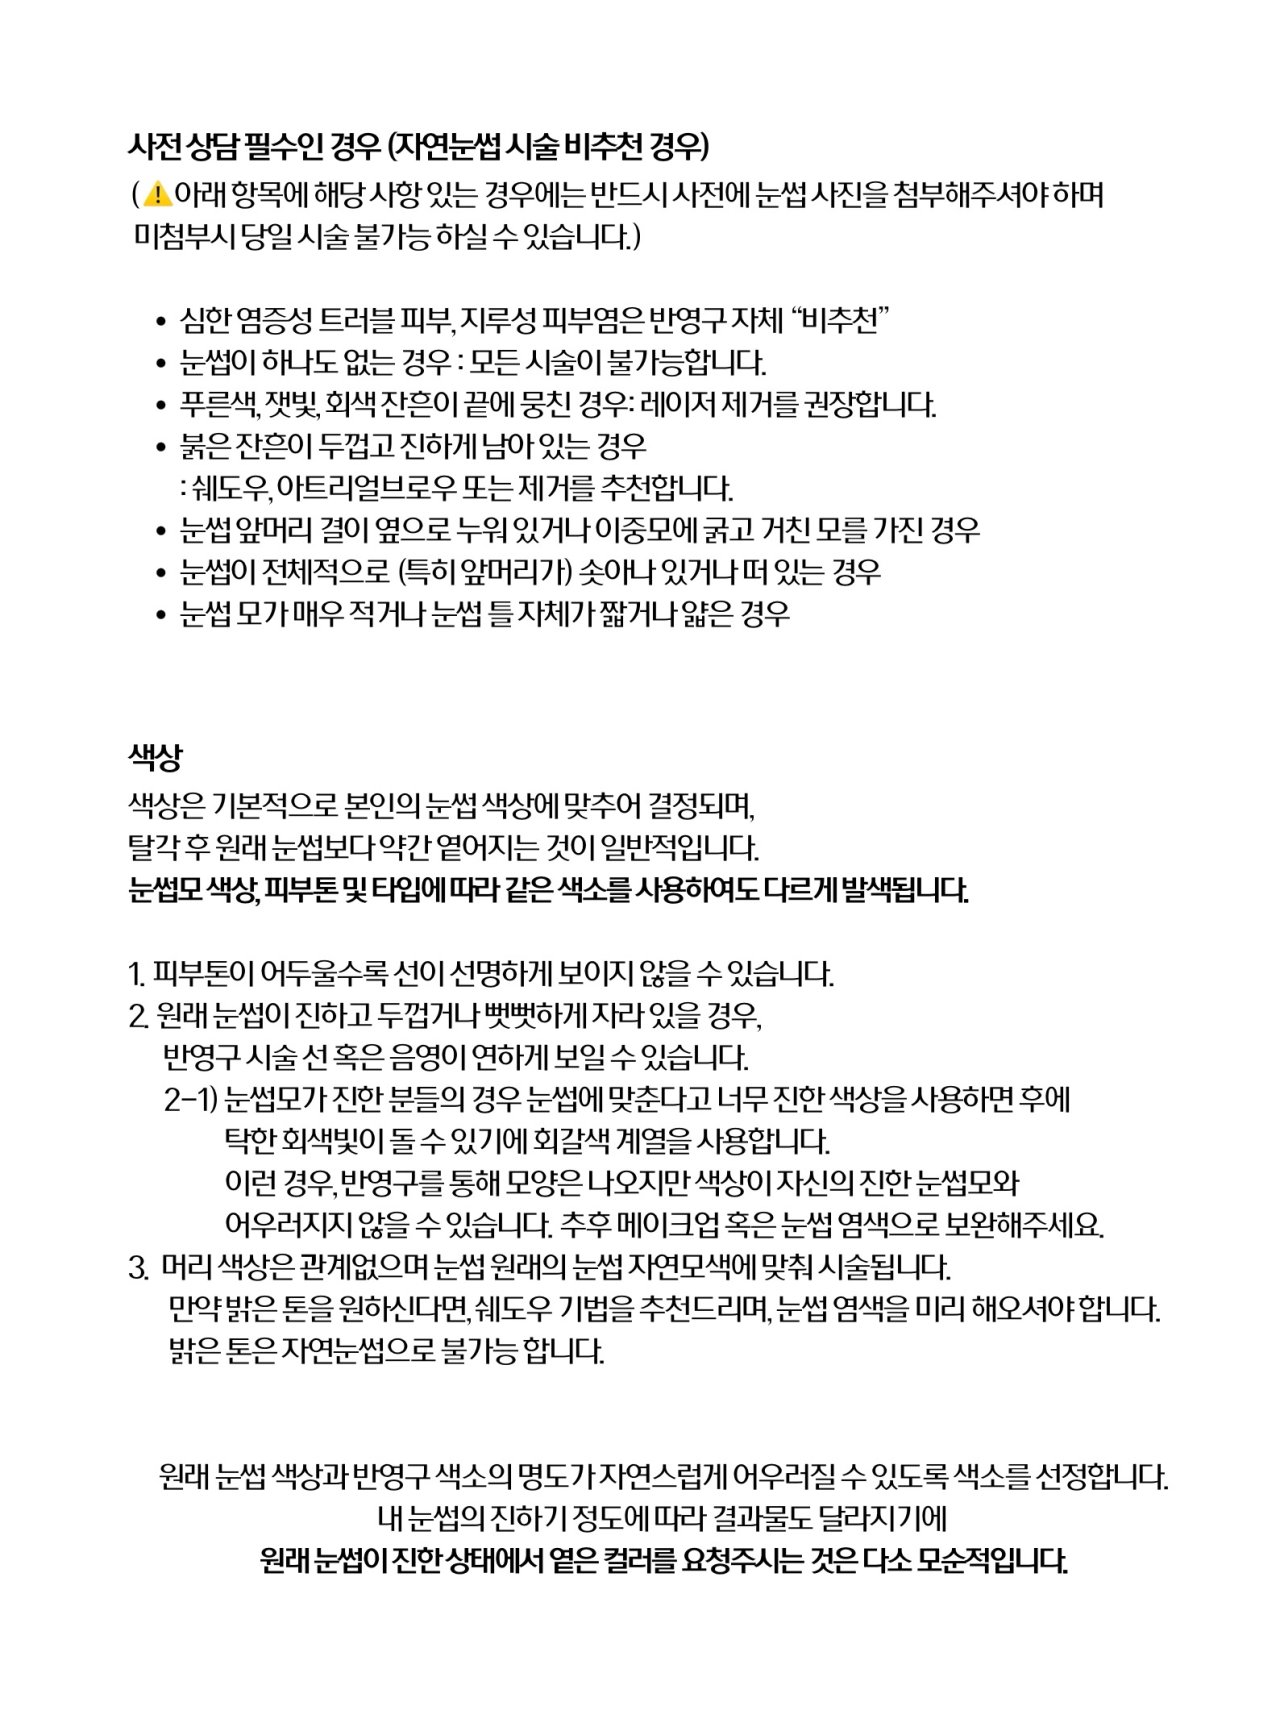 사전 상담 필수인 경우 (자연눈썹 시술 비추천 경우)
(⚠️아래 항목에 해당 사항 있는 경우에는 반드시 사전에 눈썹 사진을 첨부해주셔야 하며
미첨부시 당일 시술 불가능 하실 수 있습니다.)
• 심한 염증성 트러블 피부, 지루성 피부염은 반영구 자체 “비추천”
• 눈썹이 하나도 없는 경우 : 모든 시술이 불가능합니다.
• 푸른색, 잿빛, 회색 잔흔이 끝에 뭉친 경우: 레이저 제거를 권장합니다.
• 붉은 잔흔이 두껍고 진하게 남아 있는 경우
: 쉐도우, 아트리얼브로우 또는 제거를 추천합니다.
• 눈썹 앞머리 결이 옆으로 누워 있거나 이중모에 굵고 거친 모를 가진 경우
• 눈썹이 전체적으로 (특히 앞머리가) 솟아나 있거나 떠 있는 경우
• 눈썹 모가 매우 적거나 눈썹 틀 자체가 짧거나 얇은 경우
색상
색상은 기본적으로 본인의 눈썹 색상에 맞추어 결정되며,
탈각 후 원래 눈썹보다 약간 옅어지는 것이 일반적입니다.
눈썹모 색상, 피부톤 및 타입에 따라 같은 색소를 사용하여도 다르게 발색됩니다.
1. 피부톤이 어두울수록 선이 선명하게 보이지 않을 수 있습니다.
2. 원래 눈썹이 진하고 두껍거나 뻣뻣하게 자라 있을 경우,
반영구 시술 선 혹은 음영이 연하게 보일 수 있습니다.
2-1) 눈썹모가 진한 분들의 경우 눈썹에 맞춘다고 너무 진한 색상을 사용하면 후에
탁한 회색빛이 돌 수 있기에 회갈색 계열을 사용합니다.
이런 경우, 반영구를 통해 모양은 나오지만 색상이 자신의 진한 눈썹모와
어우러지지 않을 수 있습니다. 추후 메이크업 혹은 눈썹 염색으로 보완해주세요.
3. 머리 색상은 관계없으며 눈썹 원래의 눈썹 자연모색에 맞춰 시술됩니다.
만약 밝은 톤을 원하신다면, 쉐도우 기법을 추천드리며, 눈썹 염색을 미리 해오셔야 합니다.
밝은 톤은 자연눈썹으로 불가능 합니다.
원래 눈썹 색상과 반영구 색소의 명도가 자연스럽게 어우러질 수 있도록 색소를 선정합니다.
내 눈썹의 진하기 정도에 따라 결과물도 달라지기에
원래 눈썹이 진한 상태에서 옅은 컬러를 요청주시는 것은 다소 모순적입니다.